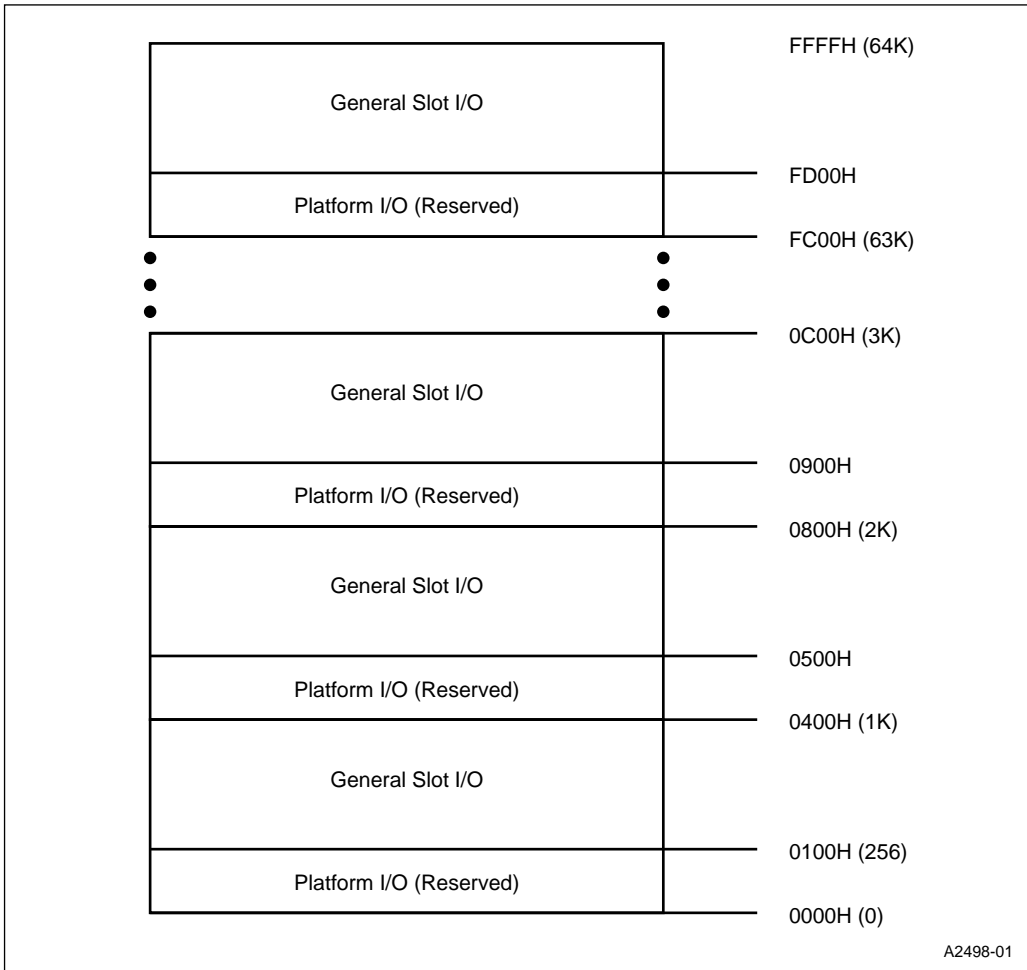 FFFFH (64K)
General Slot I/O
FD00H
Platform I/O (Reserved)
FC00H (63K)
0C00H (3K)
General Slot I/O
0900H
Platform I/O (Reserved)
0800H (2K)
General Slot I/O
0500H
Platform I/O (Reserved)
0400H (1K)
General Slot I/O
0100H (256)
Platform I/O (Reserved)
0000H (0)
A2498-01